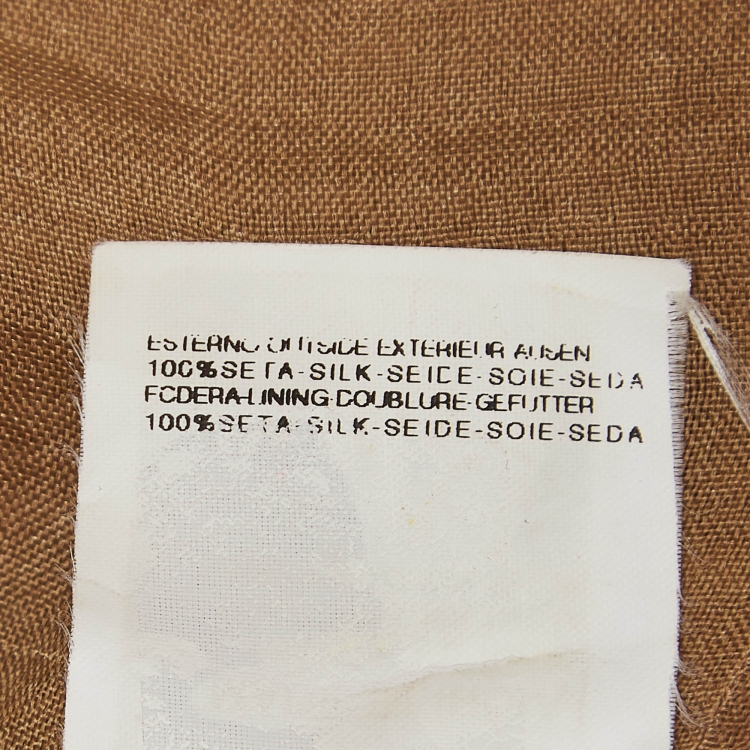 ESTERNO OUTSIDE EXTERIEUR AUSEN
100%SETA-SILK-SEIDE-SOIE-SEDA
FODERA-LINING-DOUBLURE-GEFUTTER
100%SETA-SILK-SEIDE-SOIE-SEDA